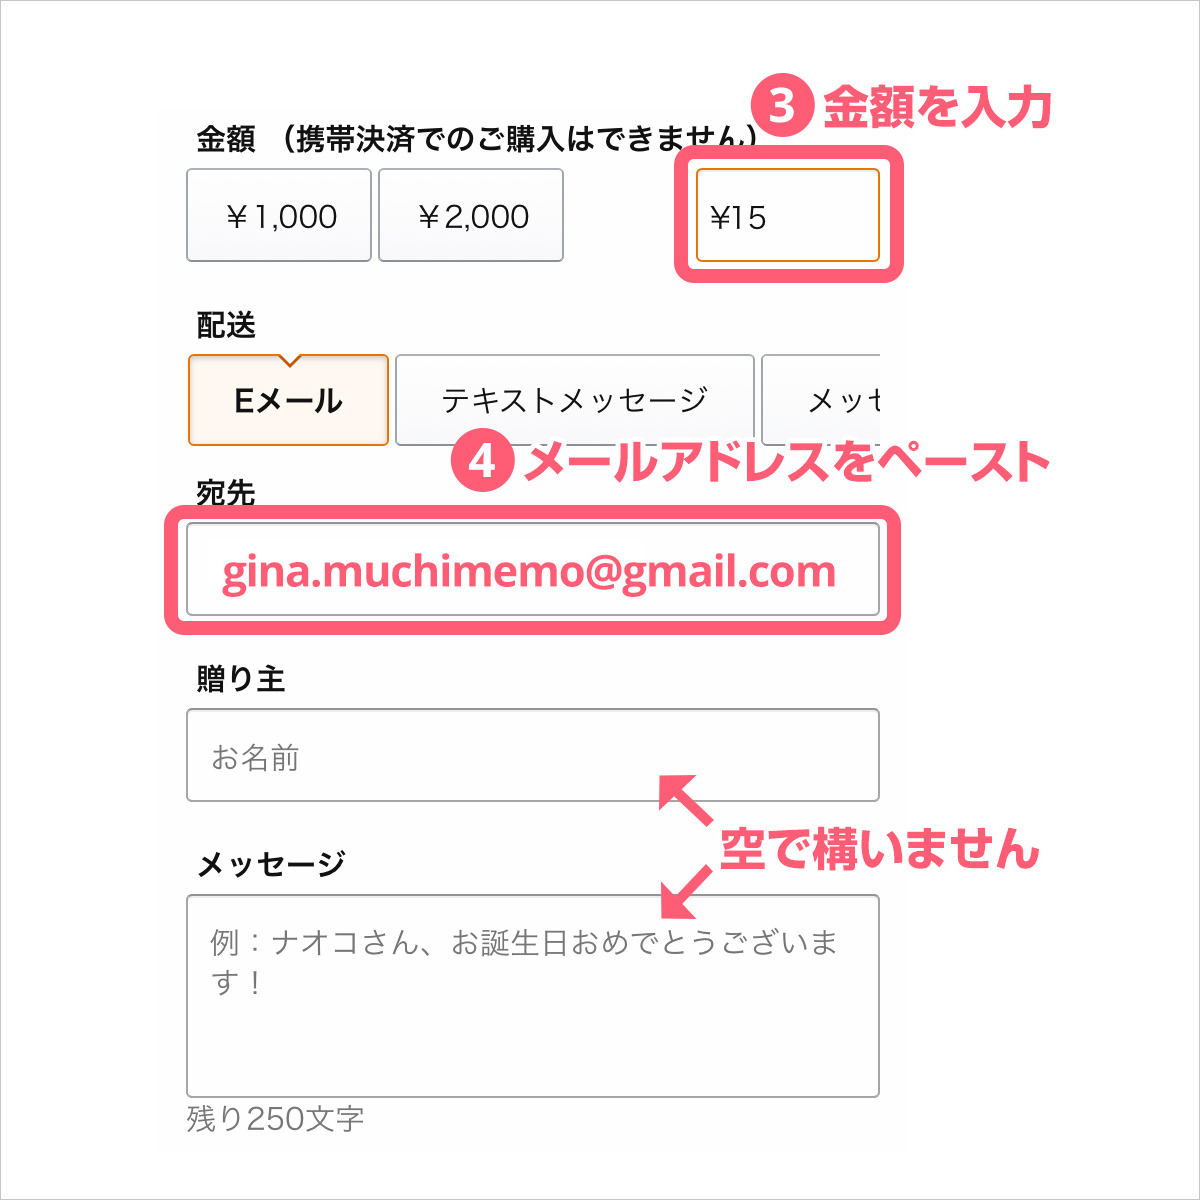 ❸ 金額を入力
金額 （携帯決済でのご購入はできません）
￥1,000
￥2,000
¥15
配送
Eメール
テキストメッセージ
メッセ
❹ メールアドレスをペースト
宛先
gina.muchimemo@gmail.com
贈り主
お名前
空で構いません
メッセージ
例：ナオコさん、お誕生日おめでとうございま
す！
残り250文字